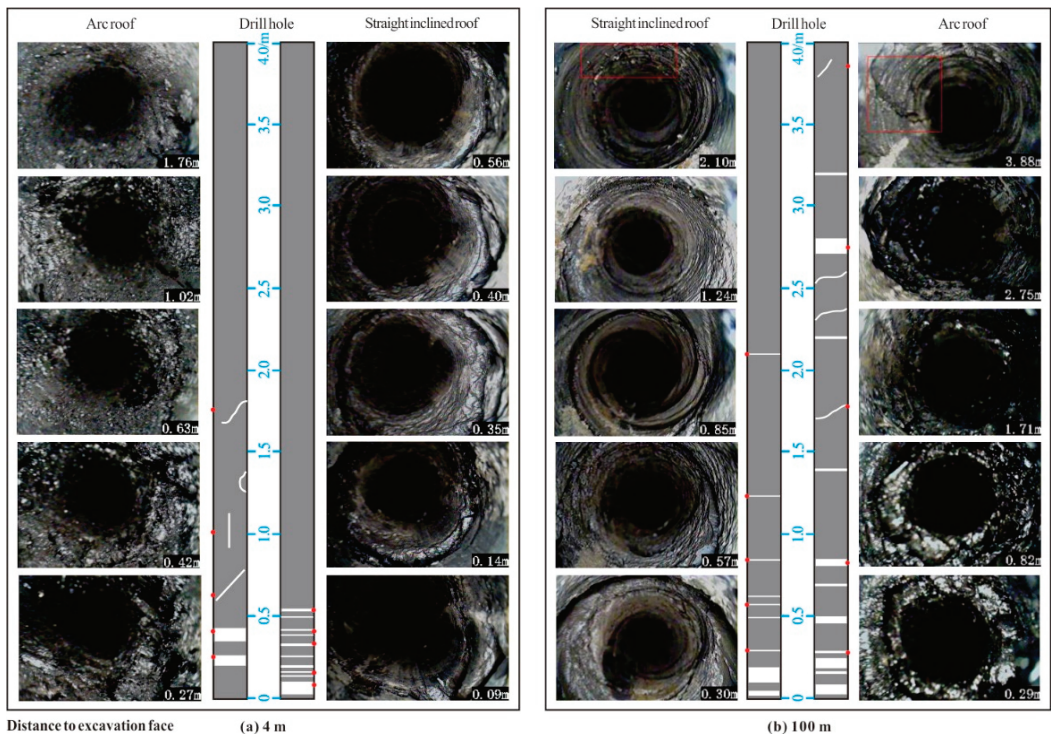 Arc roof
Drill hole
Straight inclined roof
1.76m
1.02m
0.63m
0.42m
0.27m
4.0/m
3.5
3.0
2.5
2.0
1.5
1.0
0.5
0
0.56m
0.40m
0.35m
0.14m
0.09m
Straight inclined roof
Drill hole
Arc roof
2.10m
1.24m
0.85m
0.57m
0.30m
4.0/m
3.5
3.0
2.5
2.0
1.5
1.0
0.5
0
3.88m
2.75m
1.71m
0.82m
0.29m
Distance to excavation face
(a) 4 m
(b) 100 m